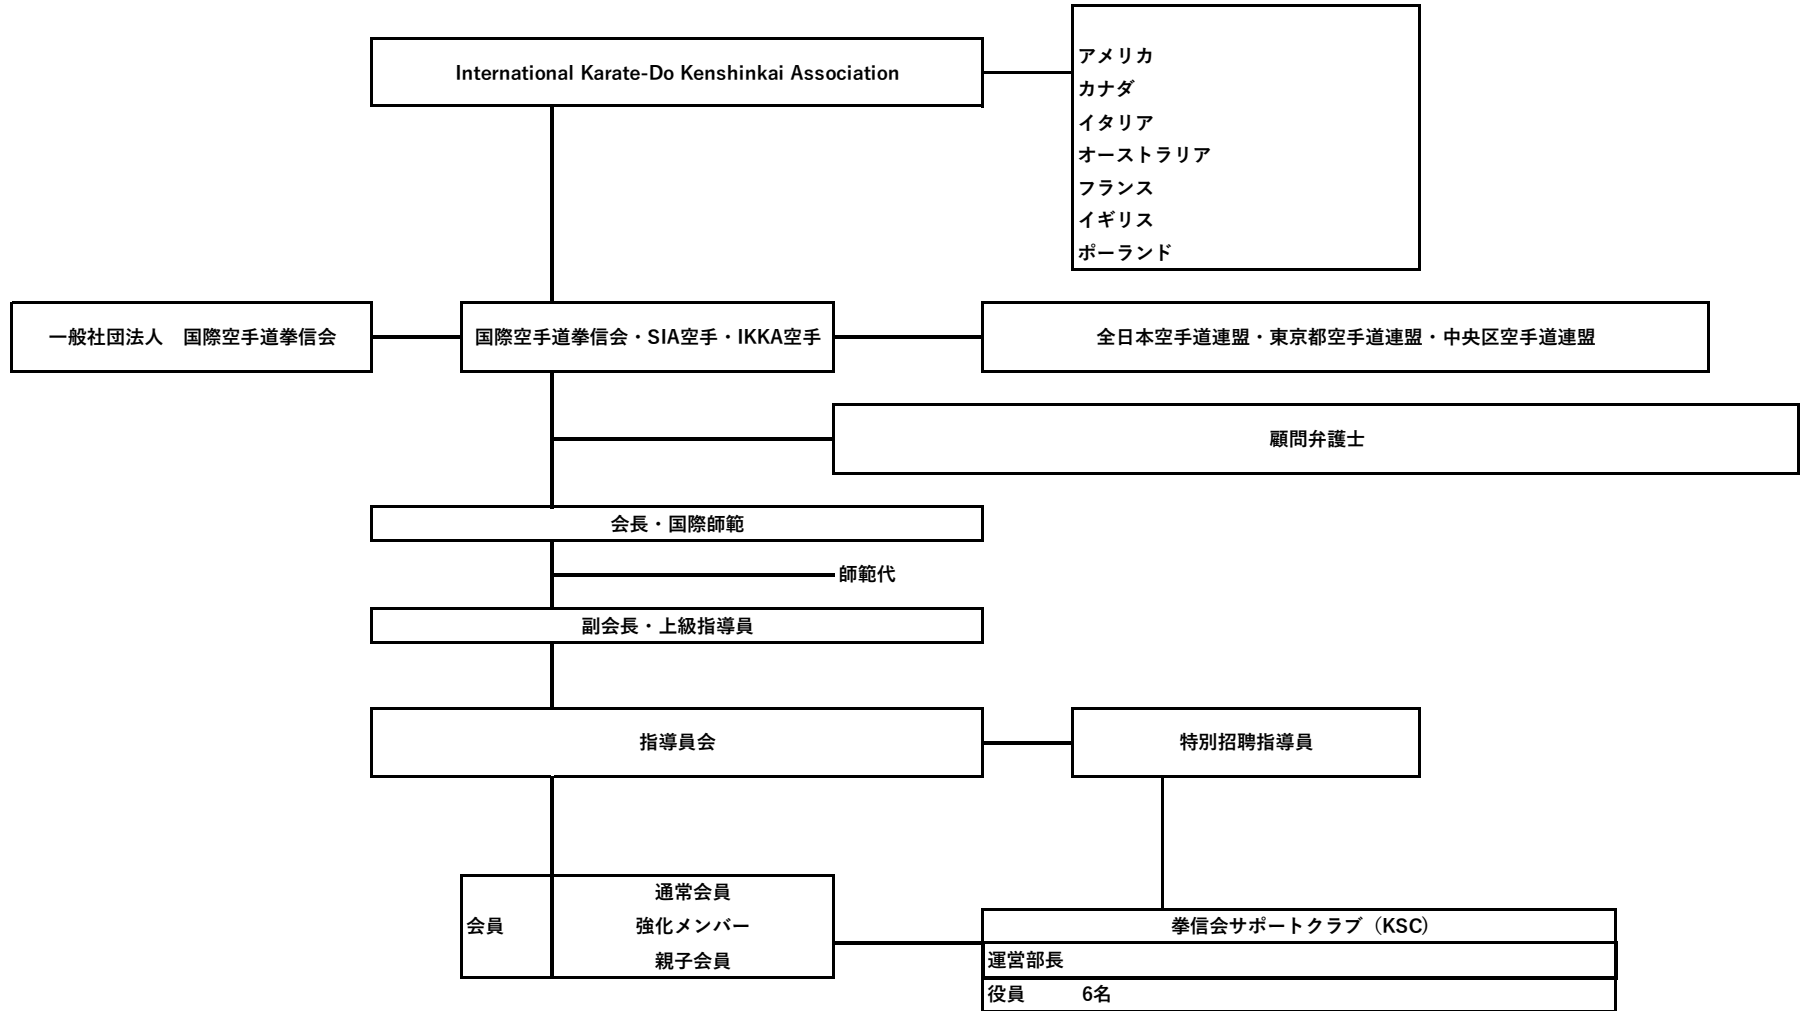 International Karate-Do Kenshinkai Association
アメリカ
カナダ
イタリア
オーストラリア
フランス
イギリス
ポーランド
一般社団法人　国際空手道拳信会
国際空手道拳信会・SIA空手・IKKA空手
全日本空手道連盟・東京都空手道連盟・中央区空手道連盟
顧問弁護士
会長・国際師範
師範代
副会長・上級指導員
指導員会
特別招聘指導員
会員
通常会員
強化メンバー
親子会員
拳信会サポートクラブ（KSC）
運営部長
役員　　　6名